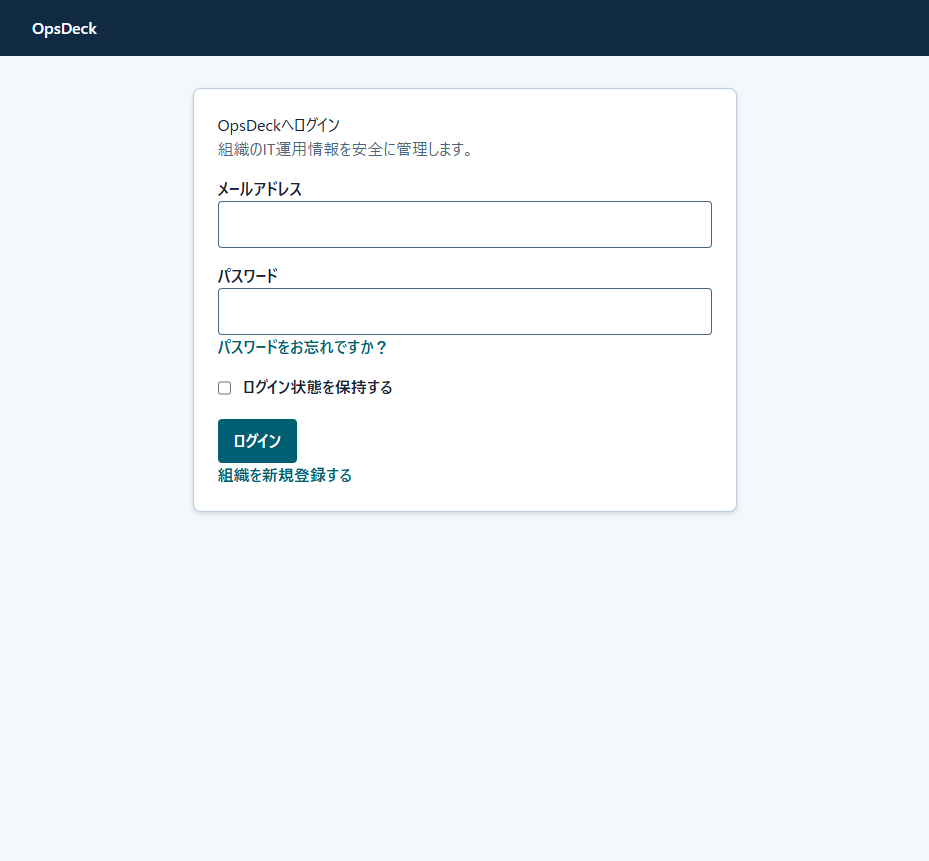 OpsDeck
OpsDeckへログイン
組織のIT運用情報を安全に管理します。
メールアドレス
パスワード
パスワードをお忘れですか？
ログイン状態を保持する
ログイン
組織を新規登録する